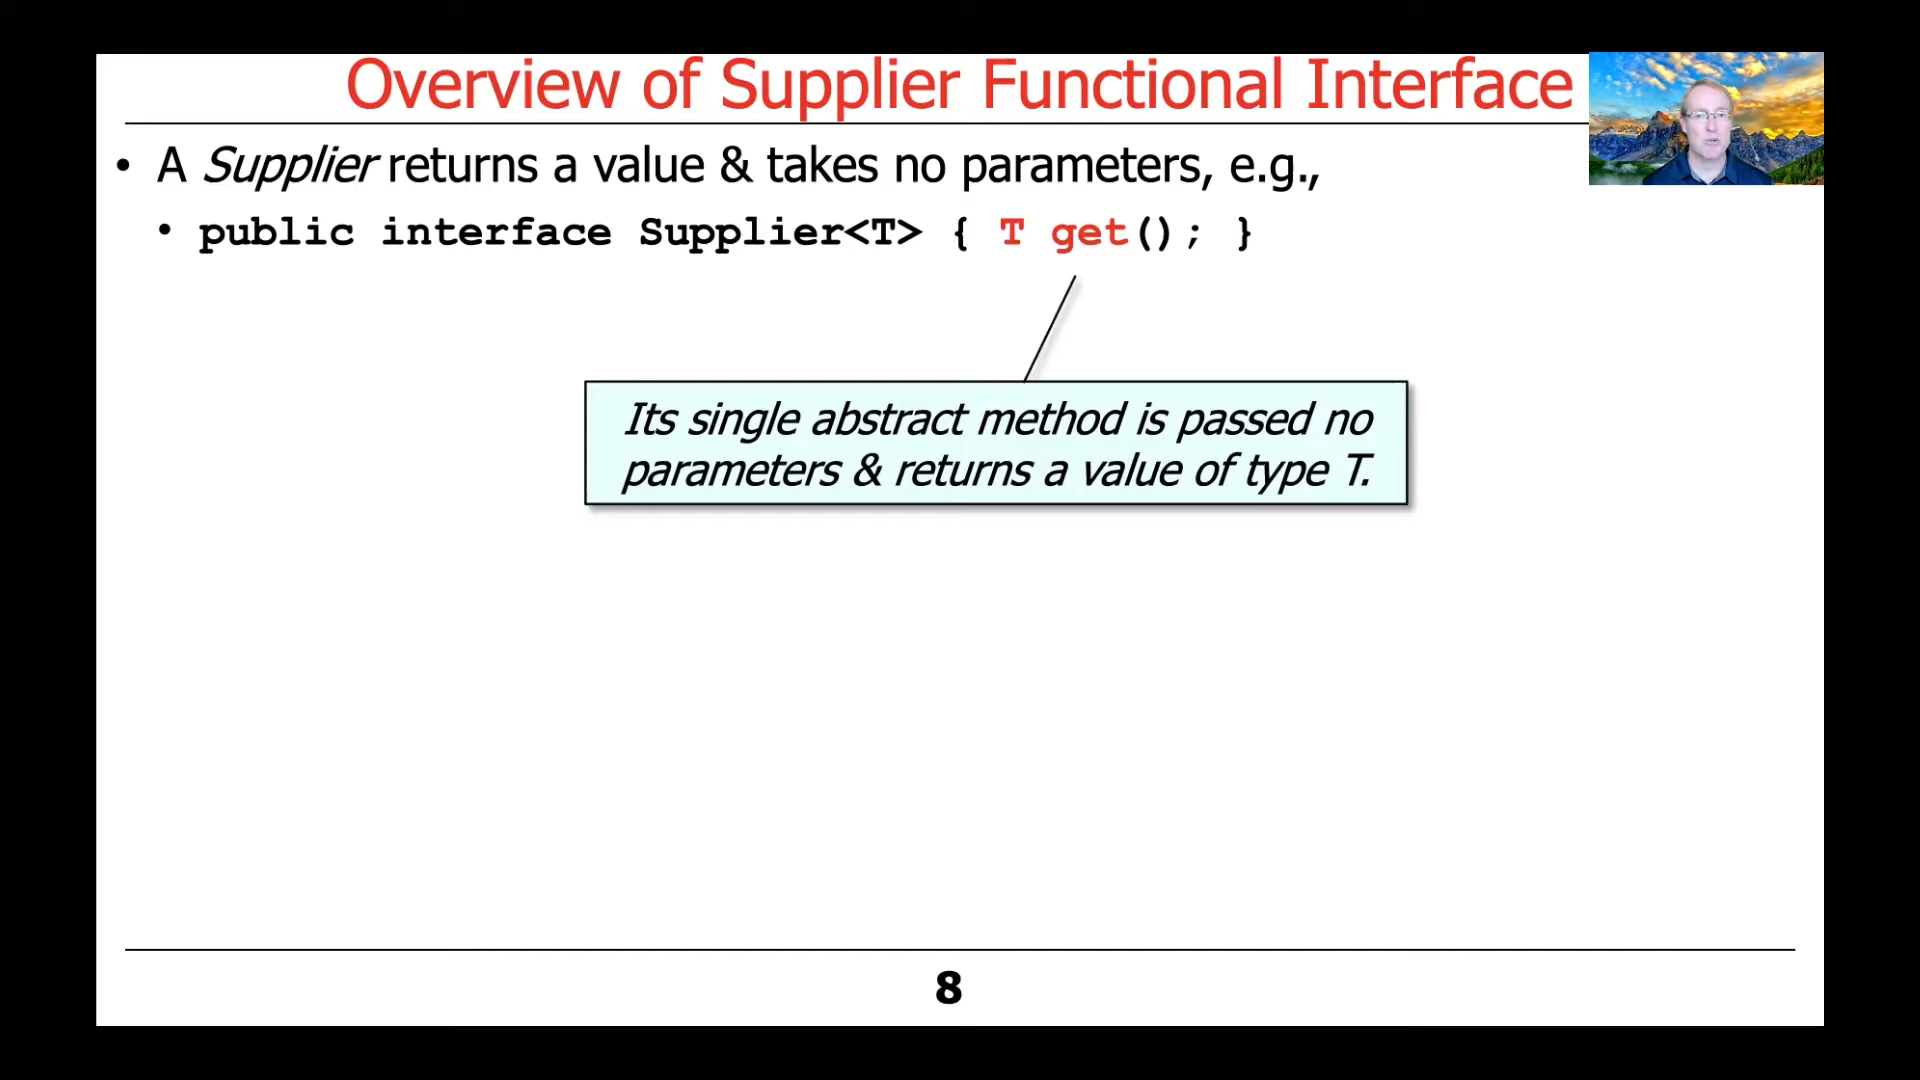 Overview of Supplier Functional Interface
• A Supplier returns a value & takes no parameters, e.g.,
• public interface Supplier<T> { T get(); }
Its single abstract method is passed no
parameters & returns a value of type T.
8